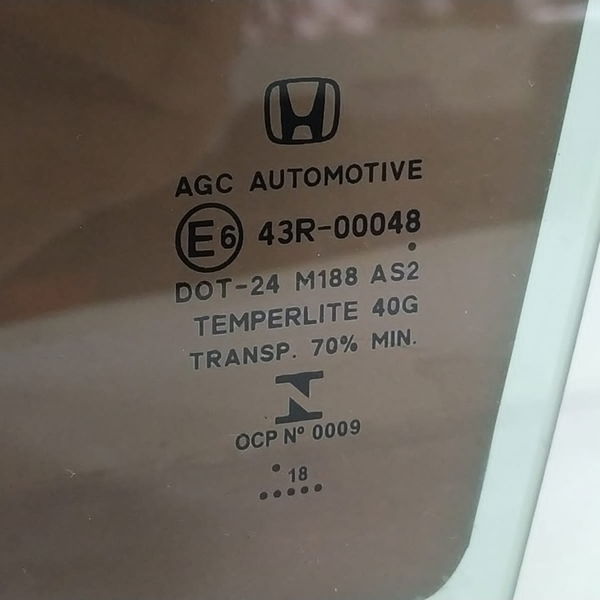 AGC AUTOMOTIVE
E6 43R-00048
DOT-24 M188 AS2
TEMPERLITE 40G
TRANSP. 70% MIN.
OCP Nº 0009
18